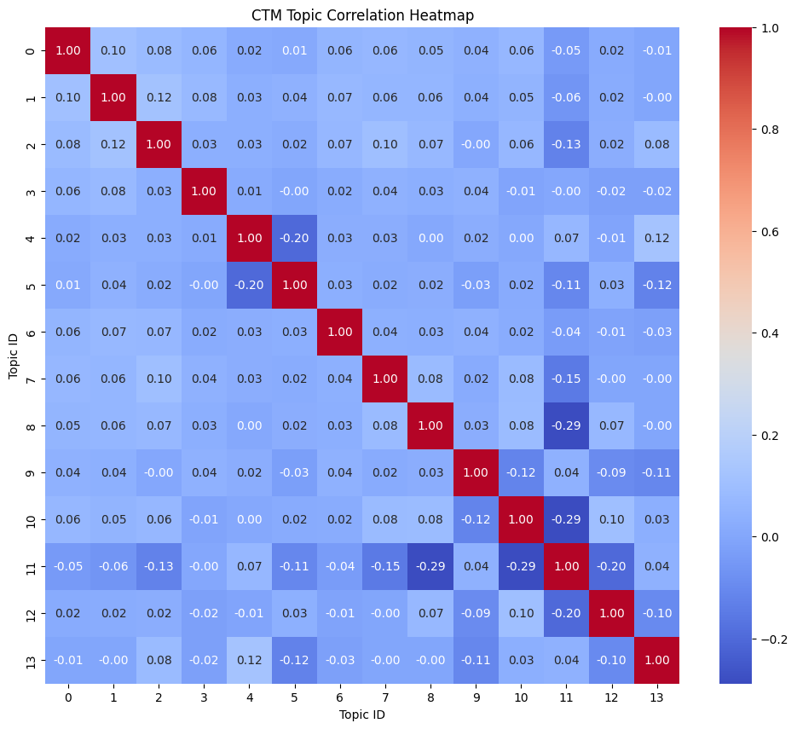 CTM Topic Correlation Heatmap
0 1.00 0.10 0.08 0.06 0.02 0.01 0.06 0.06 0.05 0.04 0.06 -0.05 0.02 -0.01
1 0.10 1.00 0.12 0.08 0.03 0.04 0.07 0.06 0.06 0.04 0.05 -0.06 0.02 -0.00
2 0.08 0.12 1.00 0.03 0.03 0.02 0.07 0.10 0.07 -0.00 0.06 -0.13 0.02 0.08
3 0.06 0.08 0.03 1.00 0.01 -0.00 0.02 0.04 0.03 0.04 -0.01 -0.00 -0.02 -0.02
4 0.02 0.03 0.03 0.01 1.00 -0.20 0.03 0.03 0.00 0.02 0.00 0.07 -0.01 0.12
5 0.01 0.04 0.02 -0.00 -0.20 1.00 0.03 0.02 0.02 -0.03 0.02 -0.11 0.03 -0.12
6 0.06 0.07 0.07 0.02 0.03 0.03 1.00 0.04 0.03 0.04 0.02 -0.04 -0.01 -0.03
7 0.06 0.06 0.10 0.04 0.03 0.02 0.04 1.00 0.08 0.02 0.08 -0.15 -0.00 -0.00
8 0.05 0.06 0.07 0.03 0.00 0.02 0.03 0.08 1.00 0.03 0.08 -0.29 0.07 -0.00
9 0.04 0.04 -0.00 0.04 0.02 -0.03 0.04 0.02 0.03 1.00 -0.12 0.04 -0.09 -0.11
10 0.06 0.05 0.06 -0.01 0.00 0.02 0.02 0.08 0.08 -0.12 1.00 -0.29 0.10 0.03
11 -0.05 -0.06 -0.13 -0.00 0.07 -0.11 -0.04 -0.15 -0.29 0.04 -0.29 1.00 -0.20 0.04
12 0.02 0.02 0.02 -0.02 -0.01 0.03 -0.01 -0.00 0.07 -0.09 0.10 -0.20 1.00 -0.10
13 -0.01 -0.00 0.08 -0.02 0.12 -0.12 -0.03 -0.00 -0.00 -0.11 0.03 0.04 -0.10 1.00
0 1 2 3 4 5 6 7 8 9 10 11 12 13
Topic ID
Topic ID
1.0
0.8
0.6
0.4
0.2
0.0
−0.2